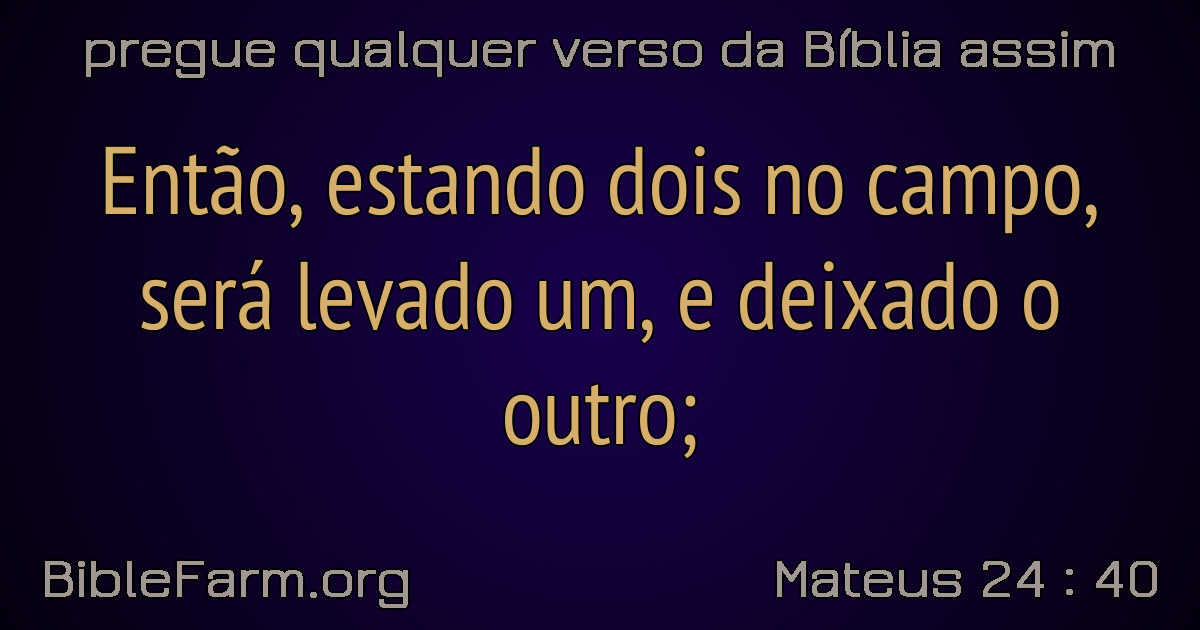 pregue qualquer verso da Bíblia assim
Então, estando dois no campo,
será levado um, e deixado o
outro;
BibleFarm.org
Mateus 24 : 40